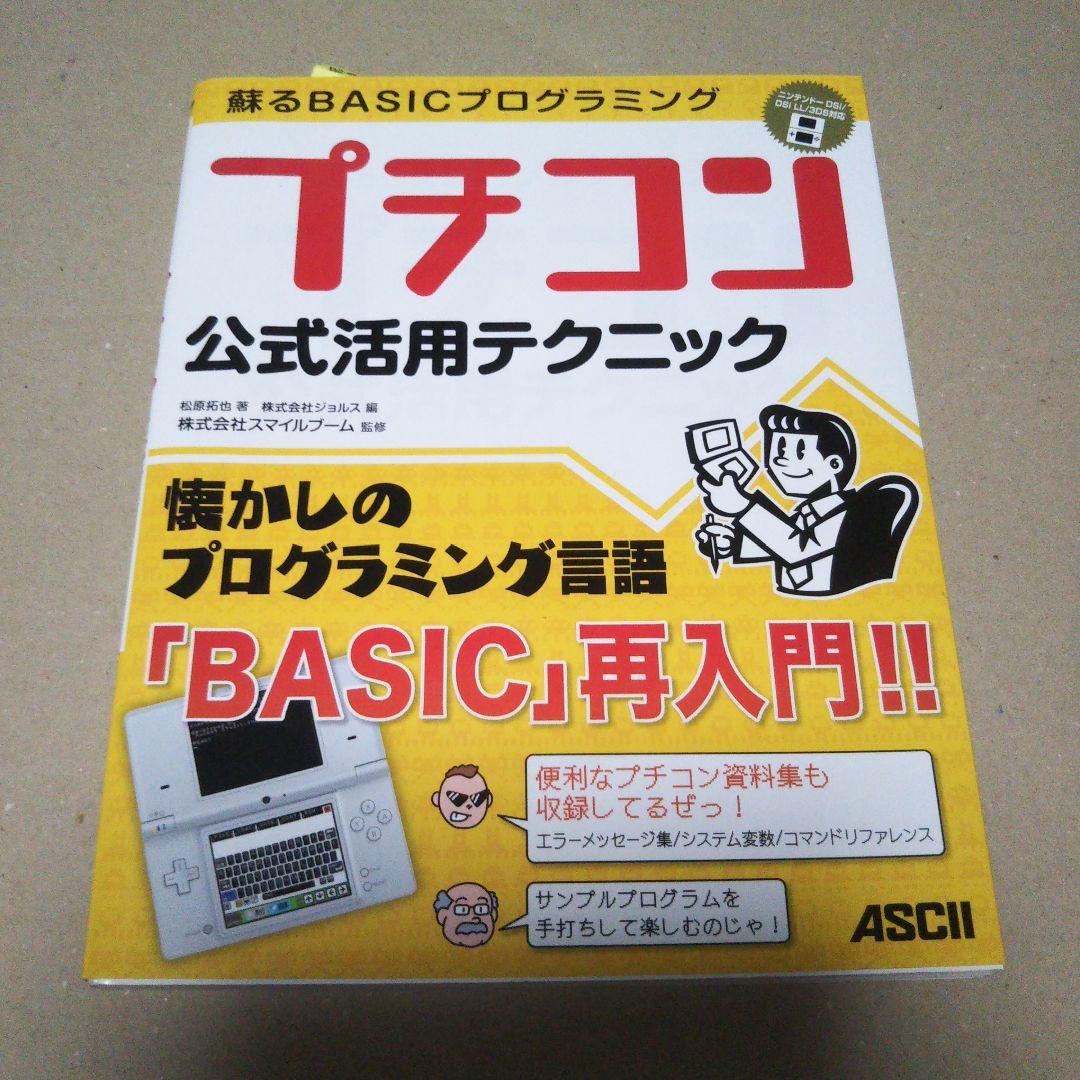 蘇るBASICプログラミング
ニンテンドーDSi/
DSi LL/3DS対応
プチコン
公式活用テクニック
松原拓也 著　株式会社ジョルス 編
株式会社スマイルブーム 監修
懐かしの
プログラミング言語
「BASIC」再入門!!
便利なプチコン資料集も
収録してるぜっ！
エラーメッセージ集/システム変数/コマンドリファレンス
サンプルプログラムを
手打ちして楽しむのじゃ！
ASCII